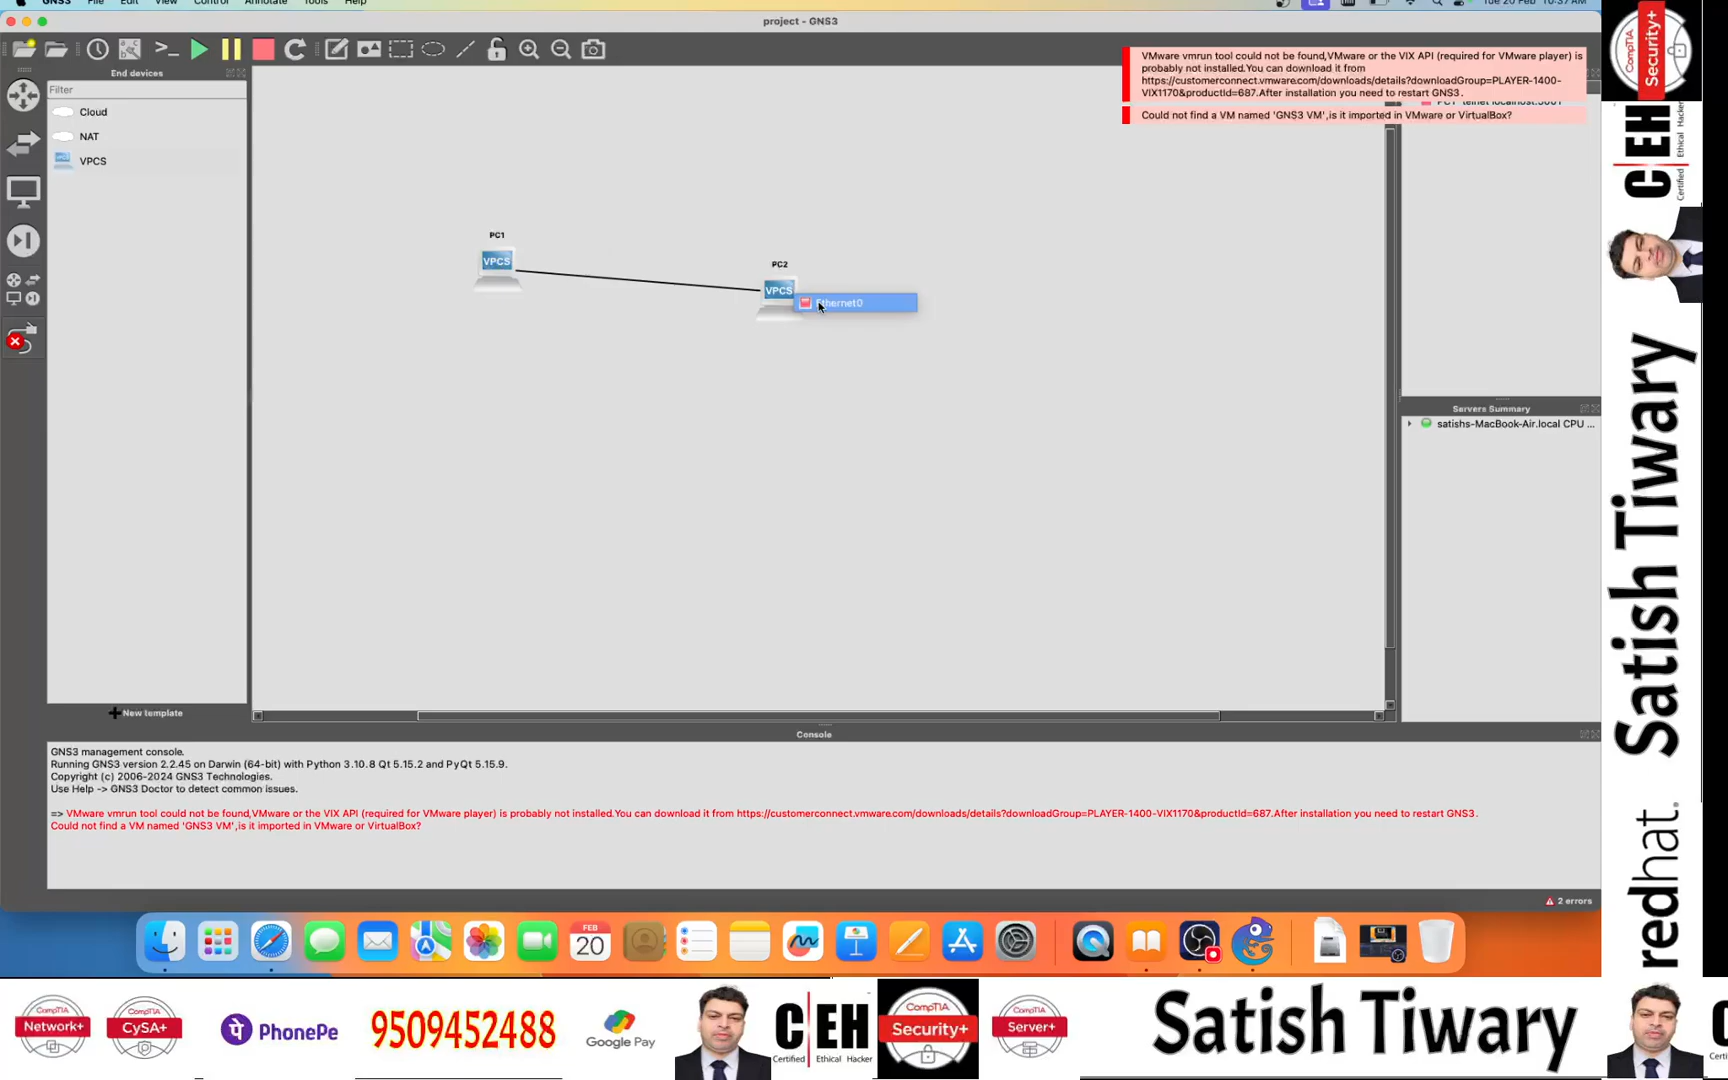 GNS3 File Edit View Control Annotate Tools Help
Tue 20 Feb 10:37 AM
project - GNS3
End devices
Filter
Cloud
NAT
VPCS
New template
PC1
VPCS
PC2
VPCS
Ethernet0
VMware vmrun tool could not be found,VMware or the VIX API (required for VMware player) is
probably not installed.You can download it from
https://customerconnect.vmware.com/downloads/details?downloadGroup=PLAYER-1400-
VIX1170&productId=687.After installation you need to restart GNS3.
Could not find a VM named 'GNS3 VM',is it imported in VMware or VirtualBox?
Servers Summary
satishs-MacBook-Air.local CPU ...
Console
GNS3 management console.
Running GNS3 version 2.2.45 on Darwin (64-bit) with Python 3.10.8 Qt 5.15.2 and PyQt 5.15.9.
Copyright (c) 2006-2024 GNS3 Technologies.
Use Help -> GNS3 Doctor to detect common issues.
=> VMware vmrun tool could not be found,VMware or the VIX API (required for VMware player) is probably not installed.You can download it from https://customerconnect.vmware.com/downloads/details?downloadGroup=PLAYER-1400-VIX1170&productId=687.After installation you need to restart GNS3.
Could not find a VM named 'GNS3 VM',is it imported in VMware or VirtualBox?
2 errors
FEB
20
CompTIA
Security+
C EH
Certified Ethical Hacker
Satish Tiwary
redhat.
CompTIA
Network+
CompTIA
CySA+
PhonePe
9509452488
Google Pay
C EH
Certified Ethical Hacker
CompTIA
Security+
CompTIA
Server+
Satish Tiwary